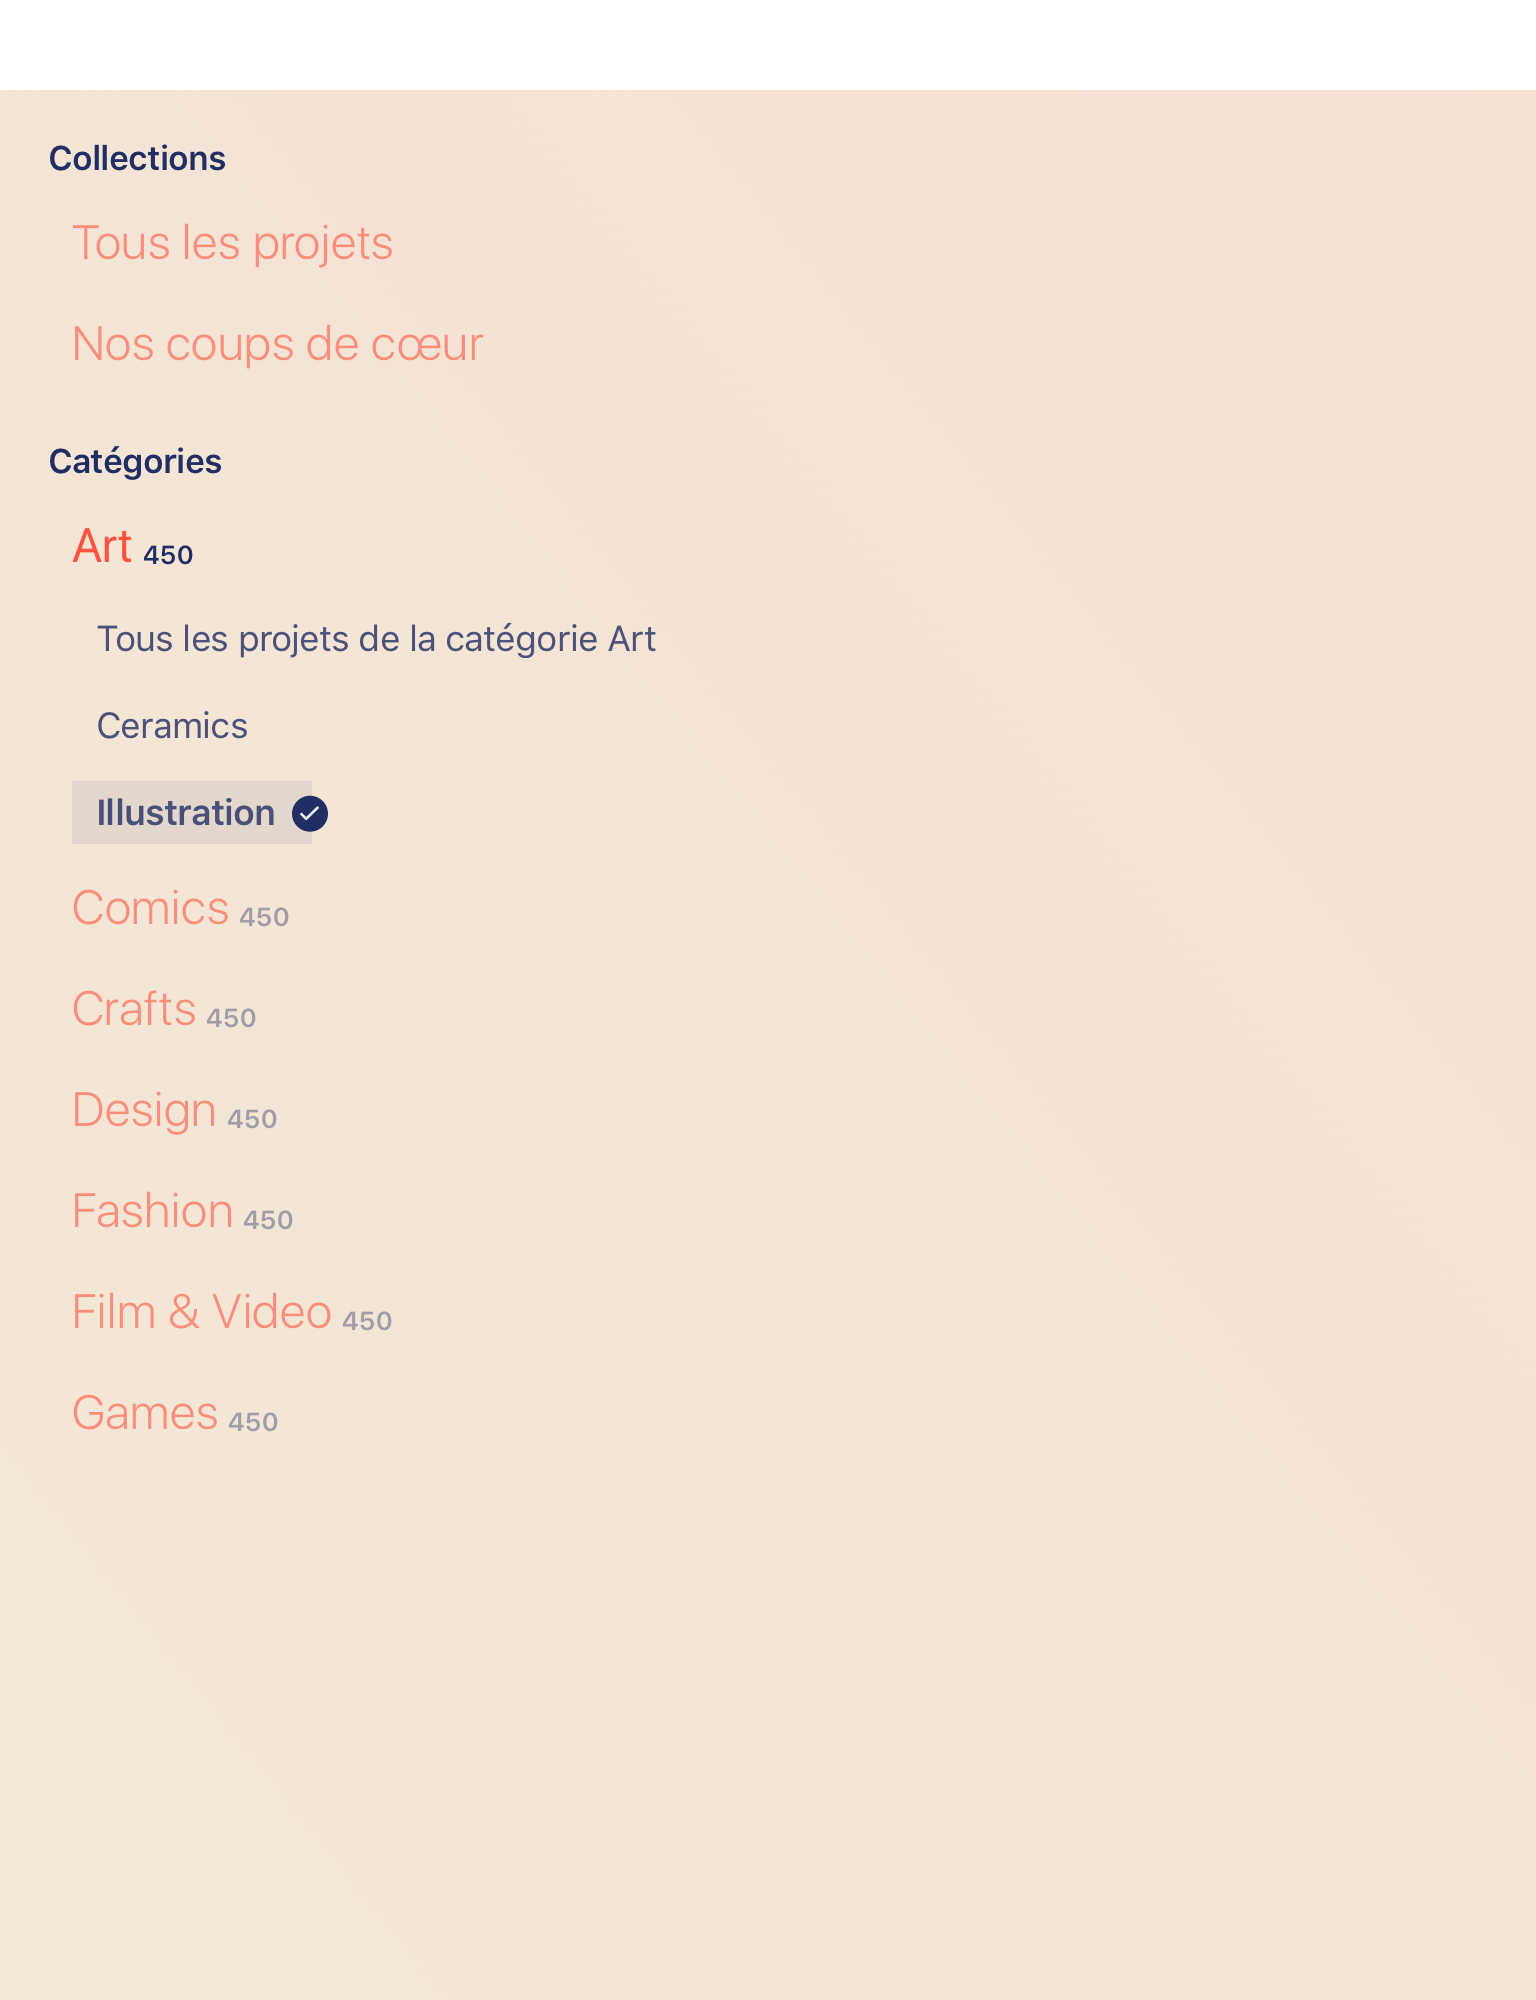 Collections
Tous les projets
Nos coups de cœur
Catégories
Art 450
Tous les projets de la catégorie Art
Ceramics
Illustration
Comics 450
Crafts 450
Design 450
Fashion 450
Film & Video 450
Games 450